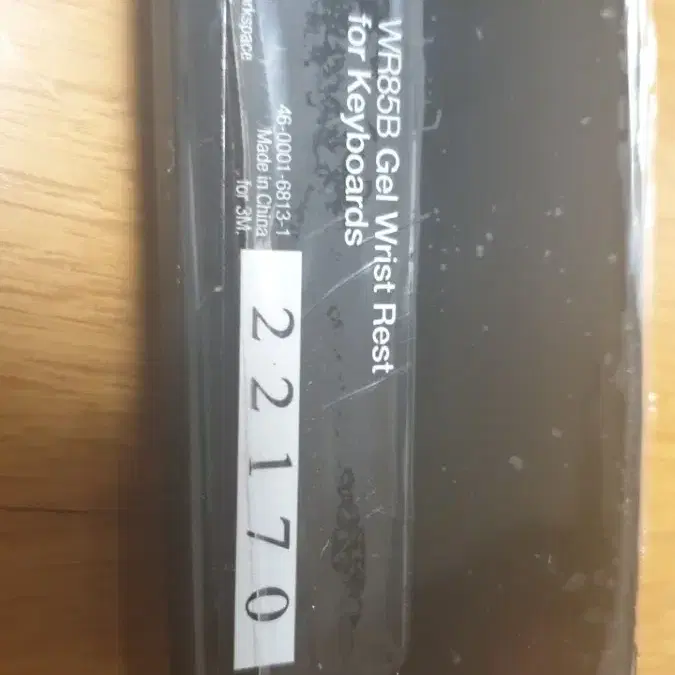 WR85B Gel Wrist Rest
for Keyboards
46-0001-6813-1
Made in China
for 3M.
22170